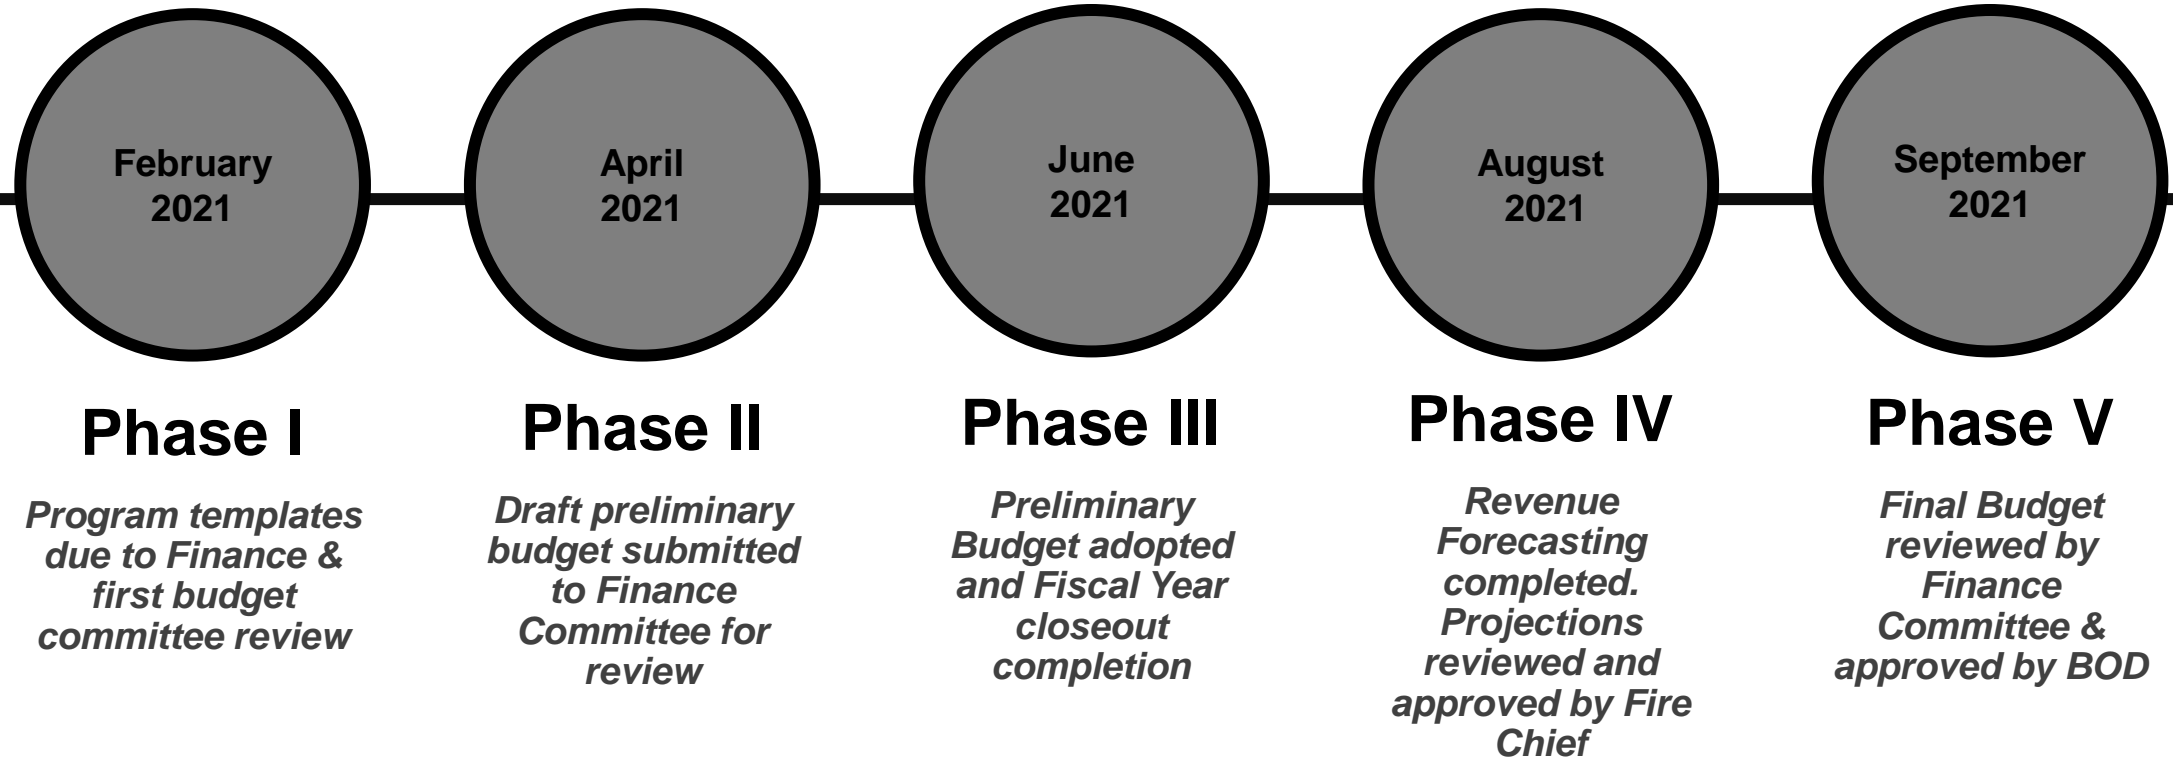 February
2021
April
2021
June
2021
August
2021
September
2021
Phase I
Program templates
due to Finance &
first budget
committee review
Phase II
Draft preliminary
budget submitted
to Finance
Committee for
review
Phase III
Preliminary
Budget adopted
and Fiscal Year
closeout
completion
Phase IV
Revenue
Forecasting
completed.
Projections
reviewed and
approved by Fire
Chief
Phase V
Final Budget
reviewed by
Finance
Committee &
approved by BOD